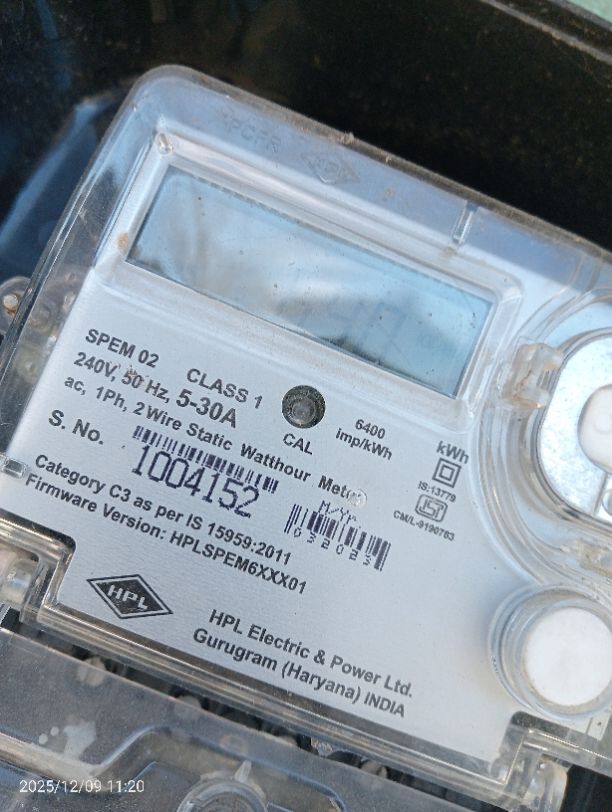 SPEM 02 CLASS 1
240V, 50 Hz, 5-30A
ac, 1Ph, 2 Wire Static Watthour Meter
CAL
6400
imp/kWh
kWh
IS:13779
CM/L-9190763
S. No.
1004152
M/Yr
032023
Category C3 as per IS 15959:2011
Firmware Version: HPLSPEM6XXX01
HPL
HPL Electric & Power Ltd.
Gurugram (Haryana) INDIA
2025/12/09 11:20